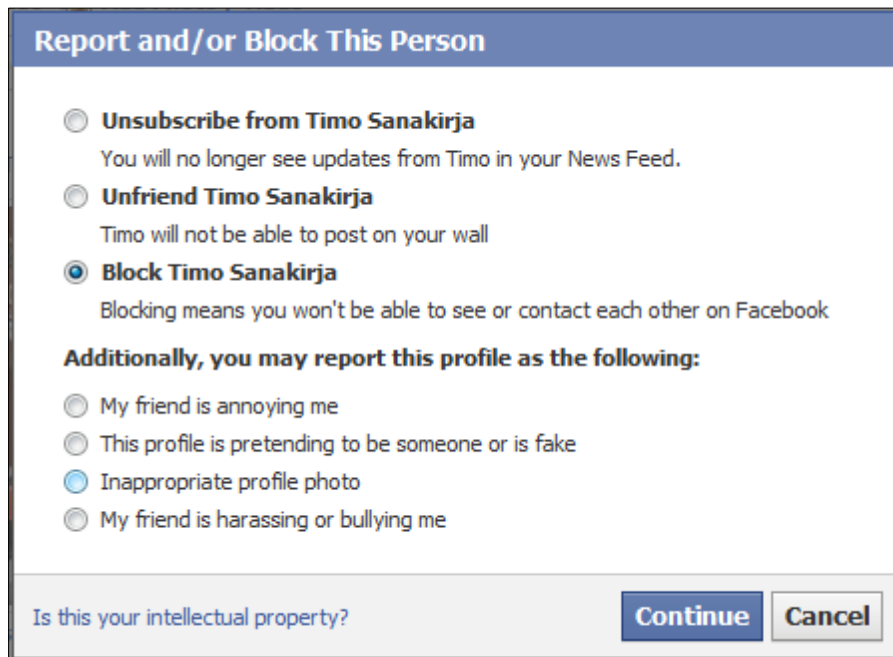 Report and/or Block This Person
Unsubscribe from Timo Sanakirja
You will no longer see updates from Timo in your News Feed.
Unfriend Timo Sanakirja
Timo will not be able to post on your wall
Block Timo Sanakirja
Blocking means you won't be able to see or contact each other on Facebook
Additionally, you may report this profile as the following:
My friend is annoying me
This profile is pretending to be someone or is fake
Inappropriate profile photo
My friend is harassing or bullying me
Is this your intellectual property?
Continue
Cancel